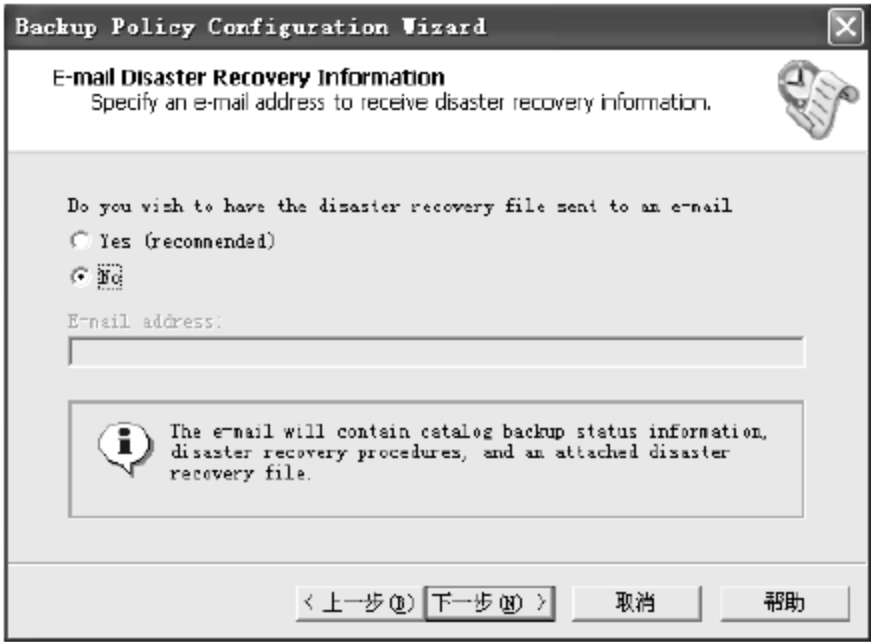 Backup Policy Configuration Wizard
E-mail Disaster Recovery Information
Specify an e-mail address to receive disaster recovery information.
Do you wish to have the disaster recovery file sent to an e-mail
Yes (recommended)
No
E-mail address:
The e-mail will contain catalog backup status information,
disaster recovery procedures, and an attached disaster
recovery file.
< 上一步(B) 下一步(N) > 取消 帮助